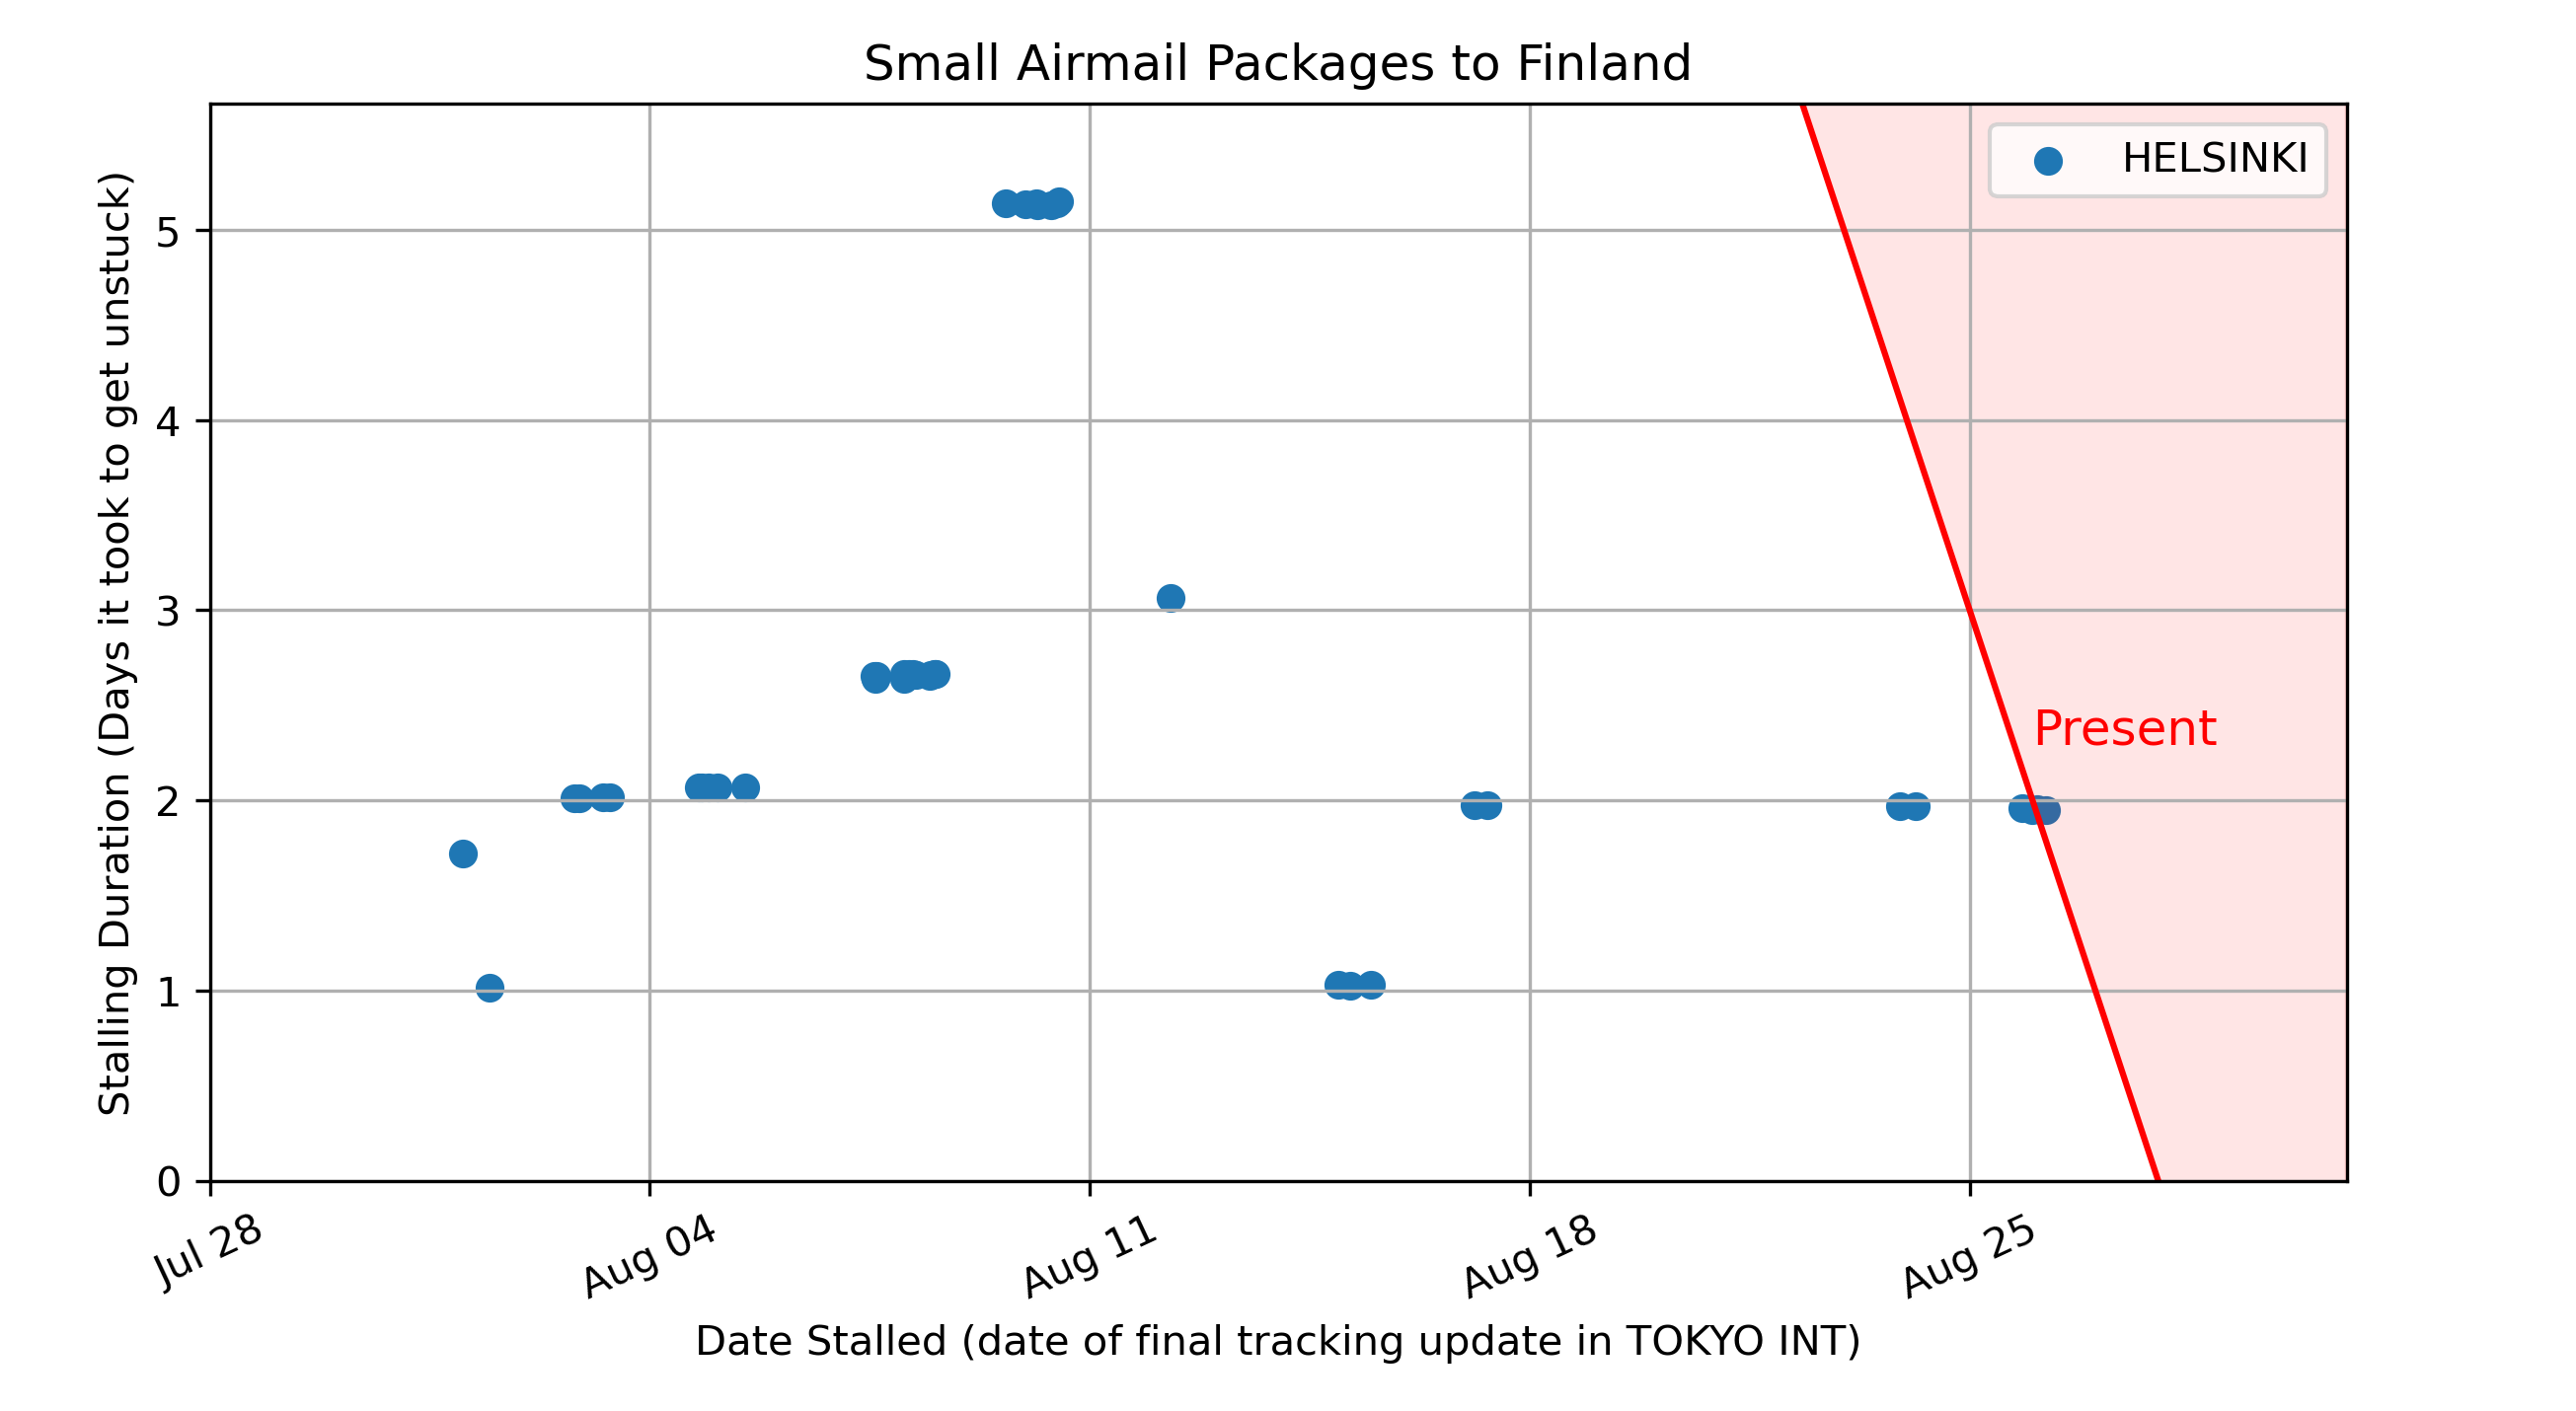 Small Airmail Packages to Finland
HELSINKI
Stalling Duration (Days it took to get unstuck)
5
4
3
2
1
0
Present
Jul 28
Aug 04
Aug 11
Aug 18
Aug 25
Date Stalled (date of final tracking update in TOKYO INT)